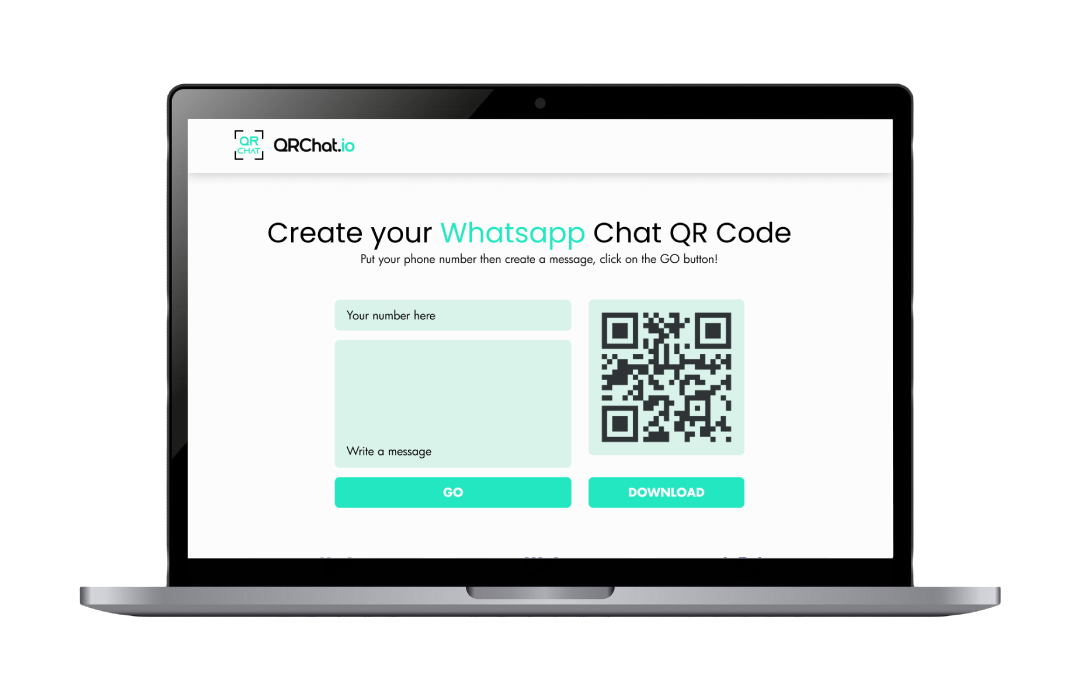 QR
CHAT
QRChat.io
Create your Whatsapp Chat QR Code
Put your phone number then create a message, click on the GO button!
Your number here
Write a message
GO
DOWNLOAD